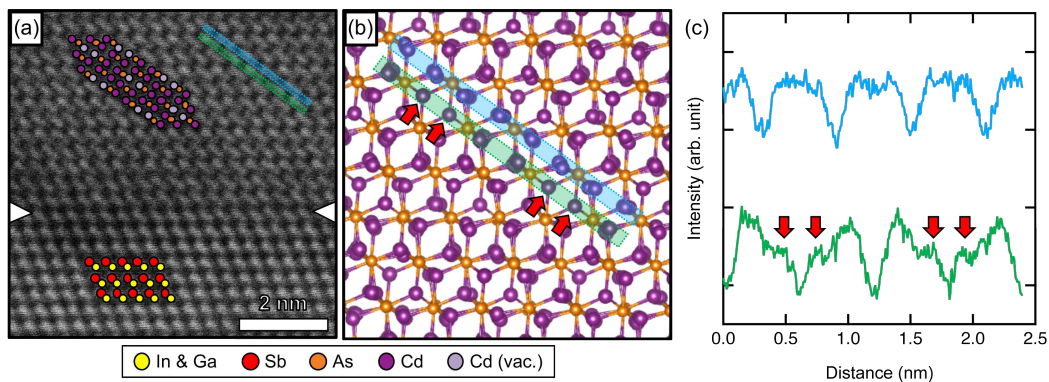 (a)
2 nm
(b)
(c)
Intensity (arb. unit)
0.0 0.5 1.0 1.5 2.0 2.5
Distance (nm)
In & Ga Sb As Cd Cd (vac.)